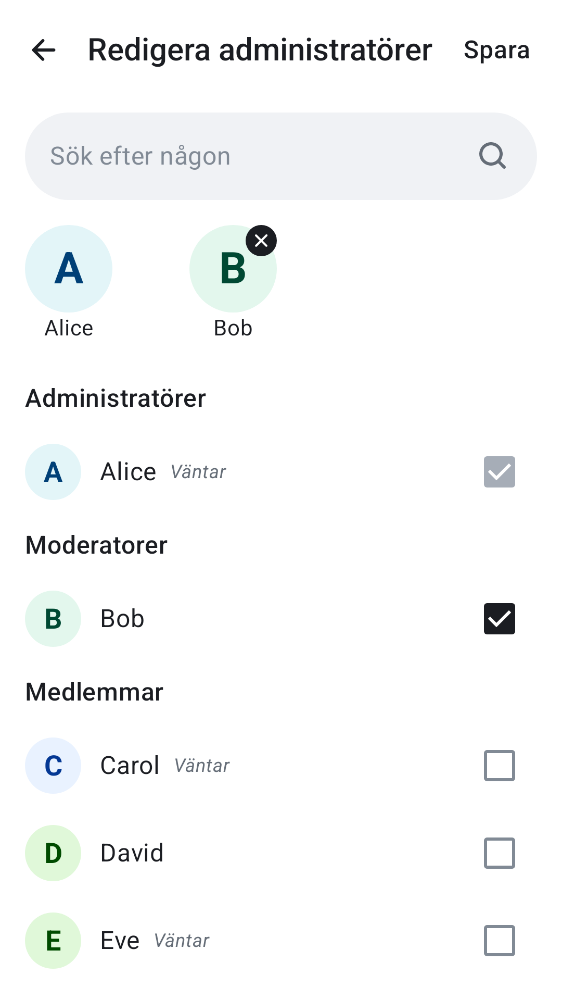 Redigera administratörer Spara
Sök efter någon
A B
Alice Bob
Administratörer
A Alice Väntar
Moderatorer
B Bob
Medlemmar
C Carol Väntar
D David
E Eve Väntar